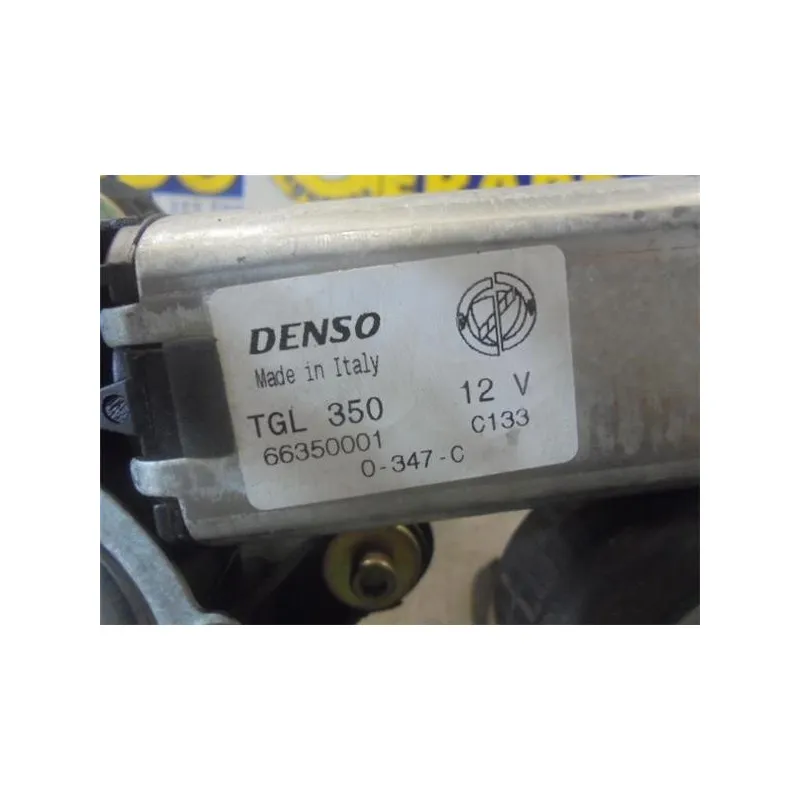 DENSO
Made in Italy
TGL 350 12 V
66350001 C133
0-347-C